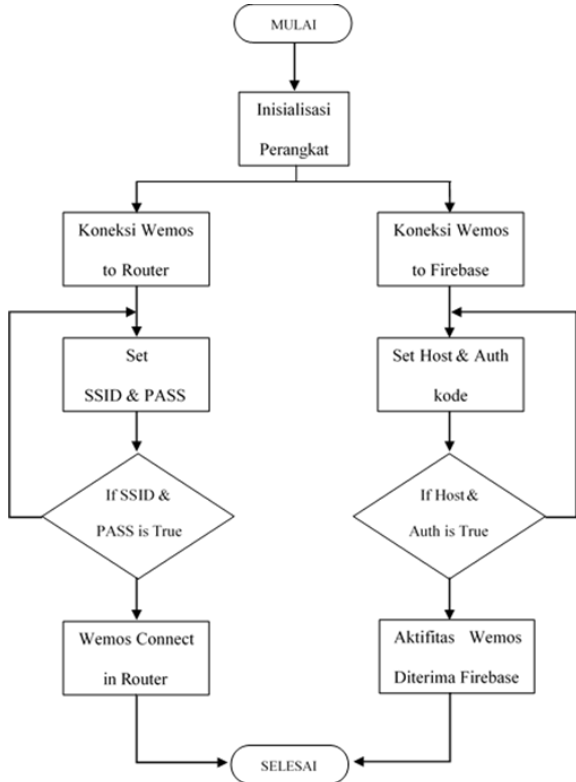 MULAI
Inisialisasi
Perangkat
Koneksi Wemos
to Router
Koneksi Wemos
to Firebase
Set
SSID & PASS
Set Host & Auth
kode
If SSID &
PASS is True
If Host &
Auth is True
Wemos Connect
in Router
Aktifitas Wemos
Diterima Firebase
SELESAI